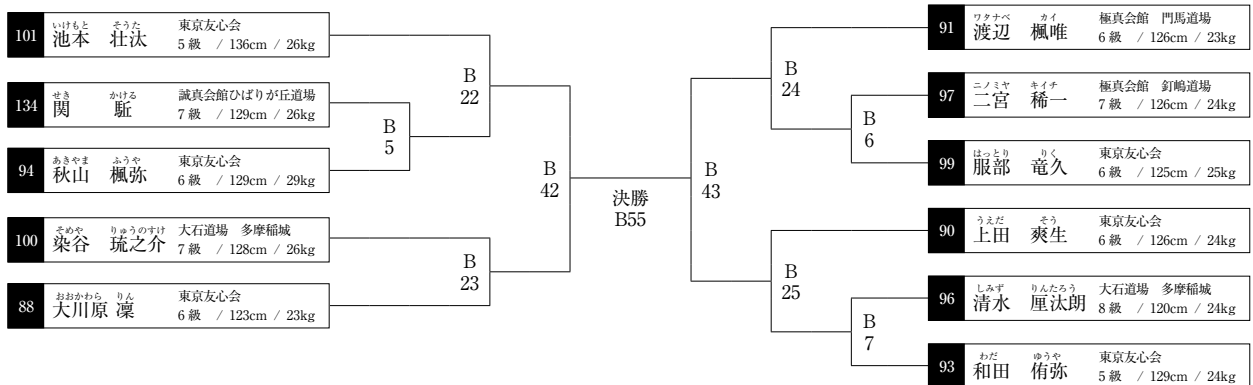 101
いけもと そうた
池本 壮汰
東京友心会
5級 / 136cm / 26kg
134
せき かける
関 駈
誠真会館ひばりが丘道場
7級 / 129cm / 26kg
94
あきやま ふうや
秋山 楓弥
東京友心会
6級 / 129cm / 29kg
100
そめや りゅうのすけ
染谷 琉之介
大石道場 多摩稲城
7級 / 128cm / 26kg
88
おおかわら りん
大川原 凜
東京友心会
6級 / 123cm / 23kg
B
22
B
5
B
42
B
23
決勝
B55
B
43
B
24
B
6
B
25
B
7
91
ワタナベ カイ
渡辺 楓唯
極真会館 門馬道場
6級 / 126cm / 23kg
97
ニノミヤ キイチ
二宮 稀一
極真会館 釘嶋道場
7級 / 126cm / 24kg
99
はっとり りく
服部 竜久
東京友心会
6級 / 125cm / 25kg
90
うえだ そう
上田 爽生
東京友心会
6級 / 126cm / 24kg
96
しみず りんたろう
清水 厘汰朗
大石道場 多摩稲城
8級 / 120cm / 24kg
93
わだ ゆうや
和田 侑弥
東京友心会
5級 / 129cm / 24kg